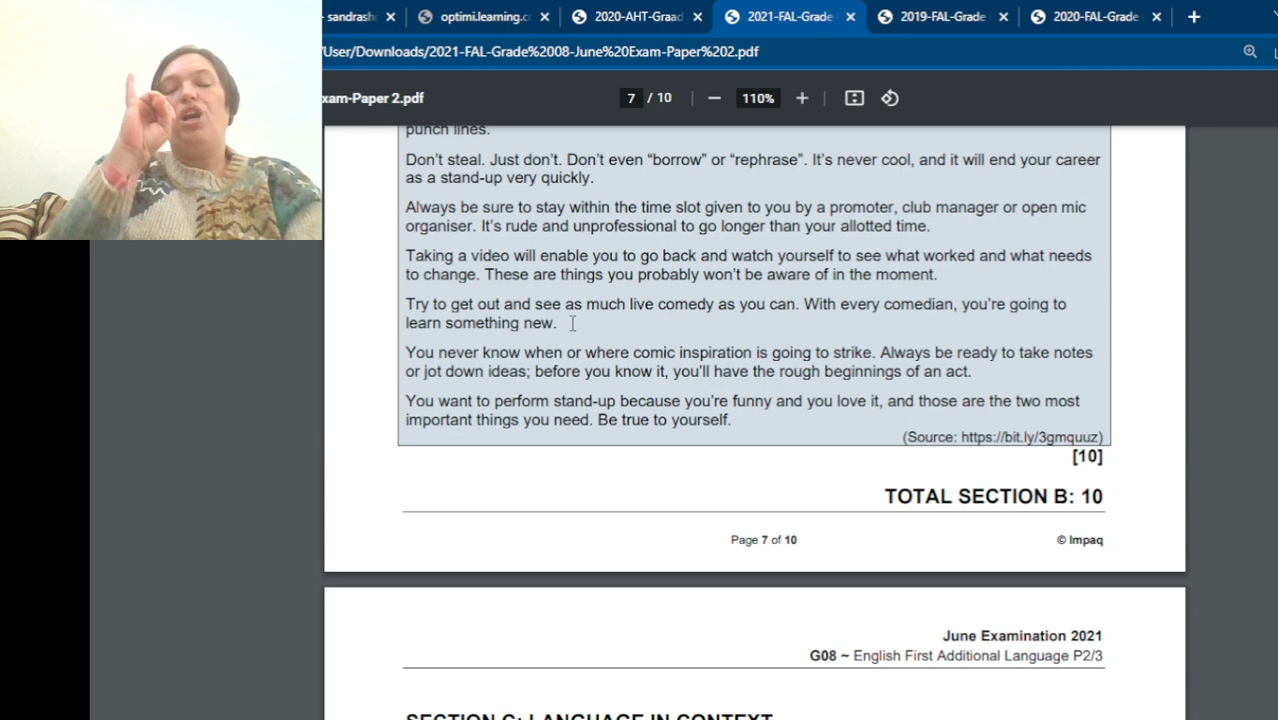 - sandrash
optimi.learning.c
2020-AHT-Graad
2021-FAL-Grade
2019-FAL-Grade
2020-FAL-Grade
User/Downloads/2021-FAL-Grade%2008-June%20Exam-Paper%202.pdf
xam-Paper 2.pdf
7 / 10
110%
punch lines.
Don't steal. Just don't. Don't even “borrow” or “rephrase”. It's never cool, and it will end your career
as a stand-up very quickly.
Always be sure to stay within the time slot given to you by a promoter, club manager or open mic
organiser. It's rude and unprofessional to go longer than your allotted time.
Taking a video will enable you to go back and watch yourself to see what worked and what needs
to change. These are things you probably won't be aware of in the moment.
Try to get out and see as much live comedy as you can. With every comedian, you're going to
learn something new.
You never know when or where comic inspiration is going to strike. Always be ready to take notes
or jot down ideas; before you know it, you'll have the rough beginnings of an act.
You want to perform stand-up because you're funny and you love it, and those are the two most
important things you need. Be true to yourself.
(Source: https://bit.ly/3gmquuz)
[10]
TOTAL SECTION B: 10
Page 7 of 10
© Impaq
June Examination 2021
G08 ~ English First Additional Language P2/3
SECTION C: LANGUAGE IN CONTEXT